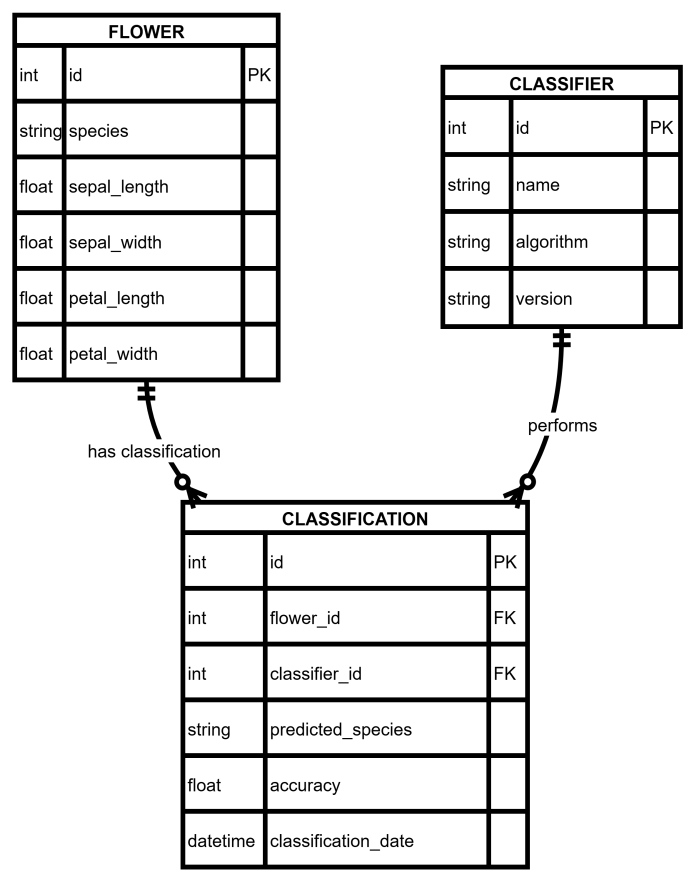 FLOWER
int id PK
string species
float sepal_length
float sepal_width
float petal_length
float petal_width
CLASSIFIER
int id PK
string name
string algorithm
string version
has classification
performs
CLASSIFICATION
int id PK
int flower_id FK
int classifier_id FK
string predicted_species
float accuracy
datetime classification_date